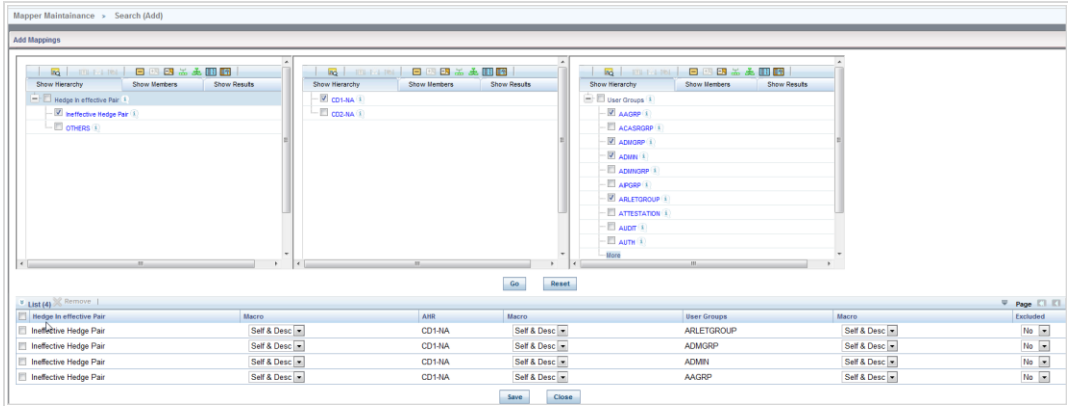 Mapper Maintainance » Search (Add)
Add Mappings
Show Hierarchy Show Members Show Results
Hedge In effective Pair
Ineffective Hedge Pair
OTHERS
Show Hierarchy Show Members Show Results
CD1-NA
CD2-NA
Show Hierarchy Show Members Show Results
User Groups
AAGRP
ACASRGRP
ADMGRP
ADMIN
ADMNGRP
AIPGRP
ARLETGROUP
ATTESTATION
AUDIT
AUTH
More
Go Reset
List (4) Remove Page
Hedge In effective Pair Macro AHR Macro User Groups Macro Excluded
Ineffective Hedge Pair Self & Desc CD1-NA Self & Desc ARLETGROUP Self & Desc No
Ineffective Hedge Pair Self & Desc CD1-NA Self & Desc ADMGRP Self & Desc No
Ineffective Hedge Pair Self & Desc CD1-NA Self & Desc ADMIN Self & Desc No
Ineffective Hedge Pair Self & Desc CD1-NA Self & Desc AAGRP Self & Desc No
Save Close